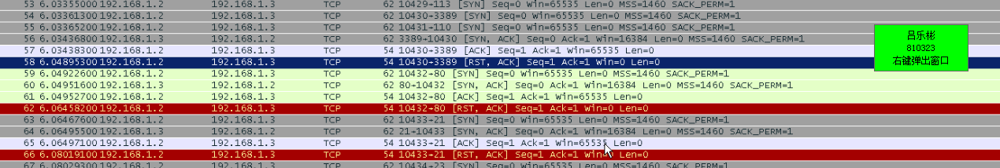 53 6.03355000 192.168.1.2 192.168.1.3 TCP 62 10429→113 [SYN] Seq=0 Win=65535 Len=0 MSS=1460 SACK_PERM=1
54 6.03361300 192.168.1.2 192.168.1.3 TCP 62 10430→3389 [SYN] Seq=0 Win=65535 Len=0 MSS=1460 SACK_PERM=1
55 6.03365200 192.168.1.2 192.168.1.3 TCP 62 10431→110 [SYN] Seq=0 Win=65535 Len=0 MSS=1460 SACK_PERM=1
56 6.03436800 192.168.1.3 192.168.1.2 TCP 62 3389→10430 [SYN, ACK] Seq=0 Ack=1 Win=16384 Len=0 MSS=1460 SACK_PERM=1
57 6.03438300 192.168.1.2 192.168.1.3 TCP 54 10430→3389 [ACK] Seq=1 Ack=1 Win=65535 Len=0
58 6.04895300 192.168.1.2 192.168.1.3 TCP 54 10430→3389 [RST, ACK] Seq=1 Ack=1 Win=0 Len=0
59 6.04922600 192.168.1.2 192.168.1.3 TCP 62 10432→80 [SYN] Seq=0 Win=65535 Len=0 MSS=1460 SACK_PERM=1
60 6.04951600 192.168.1.3 192.168.1.2 TCP 62 80→10432 [SYN, ACK] Seq=0 Ack=1 Win=16384 Len=0 MSS=1460 SACK_PERM=1
61 6.04952700 192.168.1.2 192.168.1.3 TCP 54 10432→80 [ACK] Seq=1 Ack=1 Win=65535 Len=0
62 6.06458200 192.168.1.2 192.168.1.3 TCP 54 10432→80 [RST, ACK] Seq=1 Ack=1 Win=0 Len=0
63 6.06467600 192.168.1.2 192.168.1.3 TCP 62 10433→21 [SYN] Seq=0 Win=65535 Len=0 MSS=1460 SACK_PERM=1
64 6.06495500 192.168.1.3 192.168.1.2 TCP 62 21→10433 [SYN, ACK] Seq=0 Ack=1 Win=16384 Len=0 MSS=1460 SACK_PERM=1
65 6.06497100 192.168.1.2 192.168.1.3 TCP 54 10433→21 [ACK] Seq=1 Ack=1 Win=65535 Len=0
66 6.08019100 192.168.1.2 192.168.1.3 TCP 54 10433→21 [RST, ACK] Seq=1 Ack=1 Win=0 Len=0
67 6.08029300 192.168.1.2 192.168.1.3 TCP 62 10434→23 [SYN] Seq=0 Win=65535 Len=0 MSS=1460 SACK_PERM=1
吕乐彬
810323
右键弹出窗口